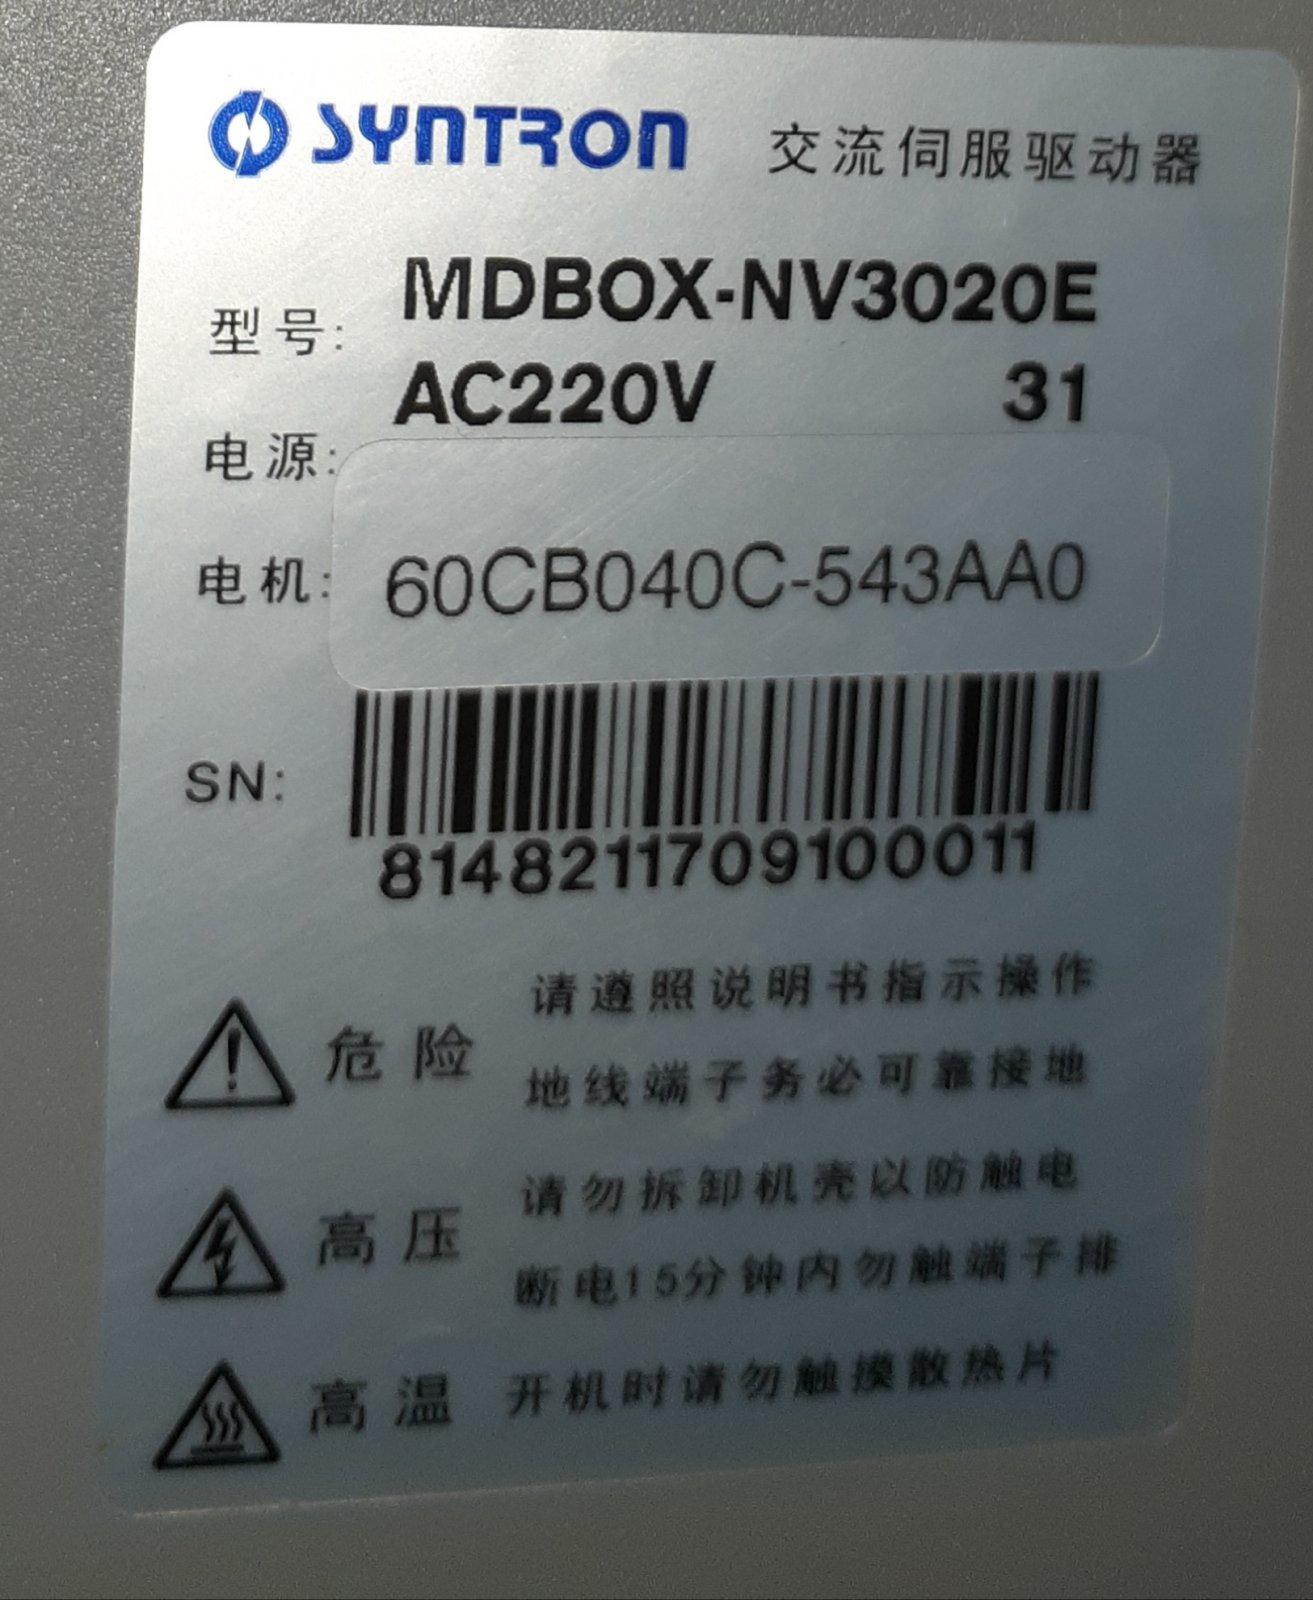 SYNTRON 交流伺服驱动器
型号: MDBOX-NV3020E
电源: AC220V 31
电机: 60CB040C-543AA0
SN:
8148211709100011
危险 请遵照说明书指示操作
地线端子务必可靠接地
高压 请勿拆卸机壳以防触电
断电15分钟内勿触端子排
高温 开机时请勿触摸散热片